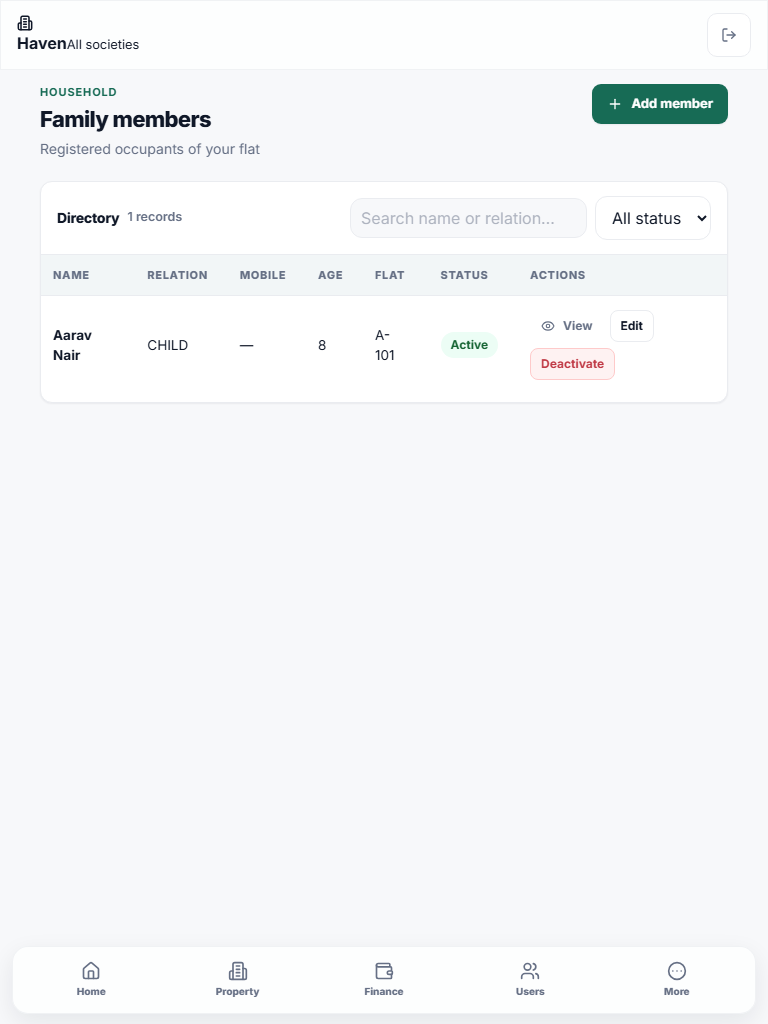 HavenAll societies
HOUSEHOLD
Family members
Registered occupants of your flat
Add member
Directory 1 records
Search name or relation...
All status
NAME RELATION MOBILE AGE FLAT STATUS ACTIONS
Aarav Nair CHILD — 8 A-101 Active View Edit
Deactivate
Home Property Finance Users More